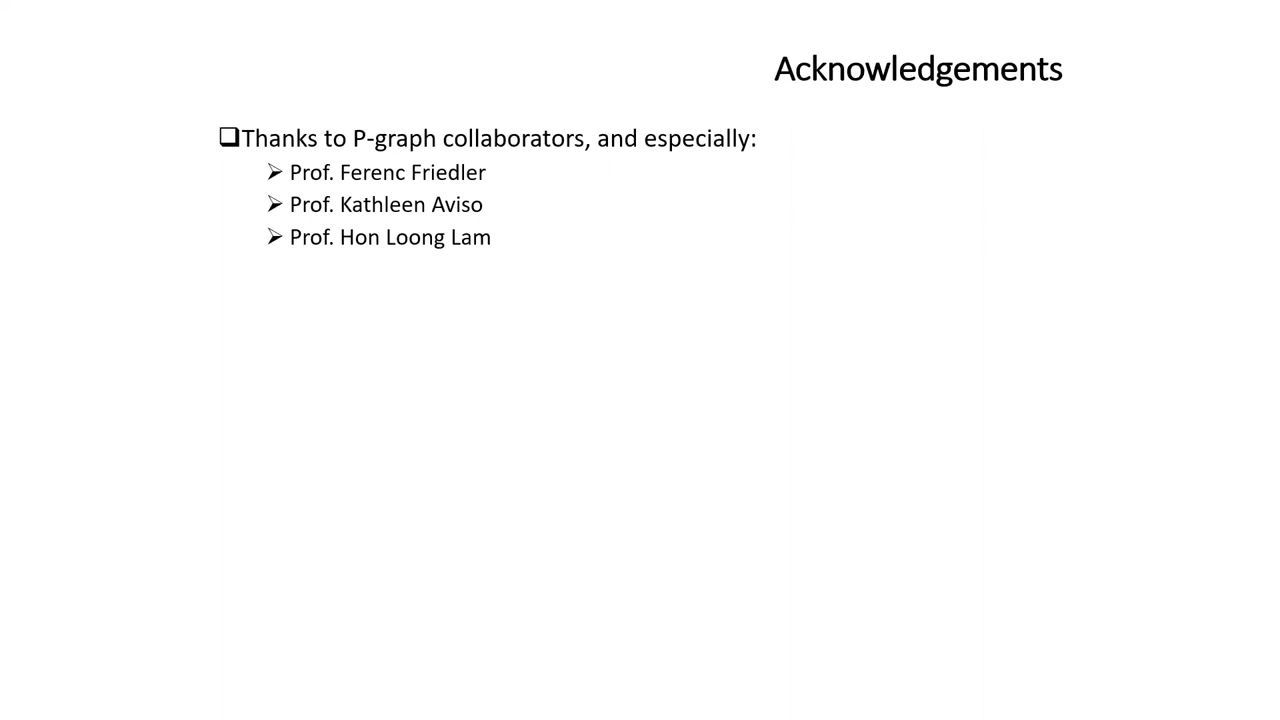 Acknowledgements
❑Thanks to P-graph collaborators, and especially:
➢ Prof. Ferenc Friedler
➢ Prof. Kathleen Aviso
➢ Prof. Hon Loong Lam